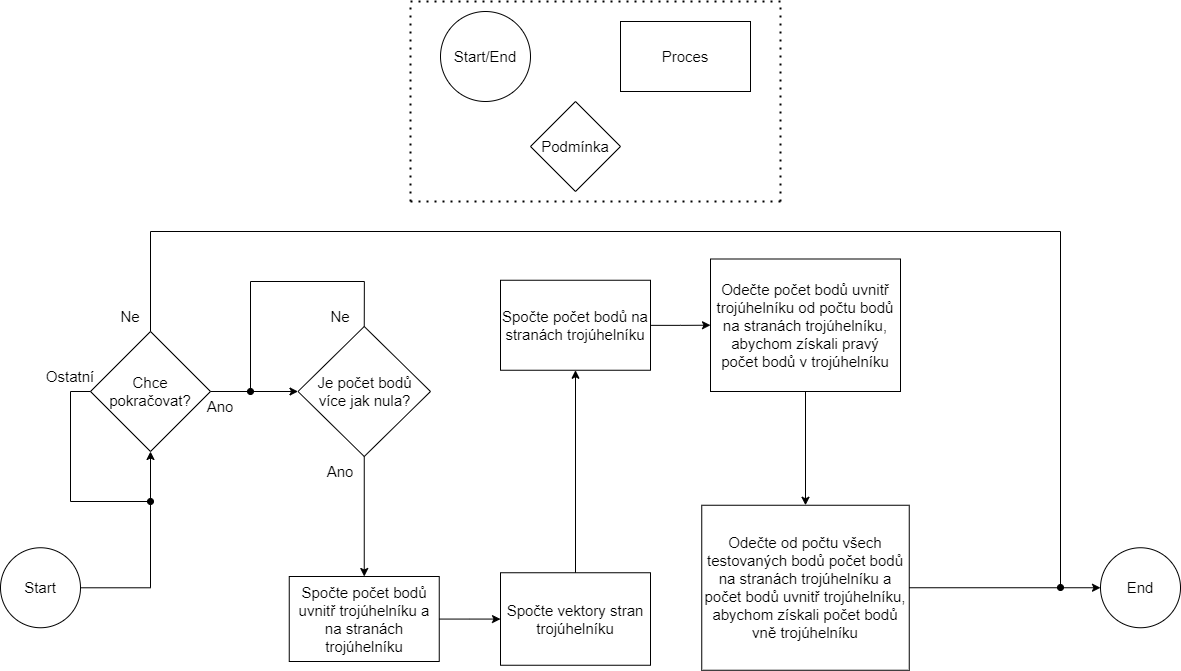 Start/End
Proces
Podmínka
Ne
Ostatní
Chce
pokračovat?
Ano
Ne
Je počet bodů
více jak nula?
Ano
Start
Spočte počet bodů
uvnitř trojúhelníku a
na stranách
trojúhelníku
Spočte vektory stran
trojúhelníku
Spočte počet bodů na
stranách trojúhelníku
Odečte počet bodů uvnitř
trojúhelníku od počtu bodů
na stranách trojúhelníku,
abychom získali pravý
počet bodů v trojúhelníku
Odečte od počtu všech
testovaných bodů počet bodů
na stranách trojúhelníku a
počet bodů uvnitř trojúhelníku,
abychom získali počet bodů
vně trojúhelníku
End